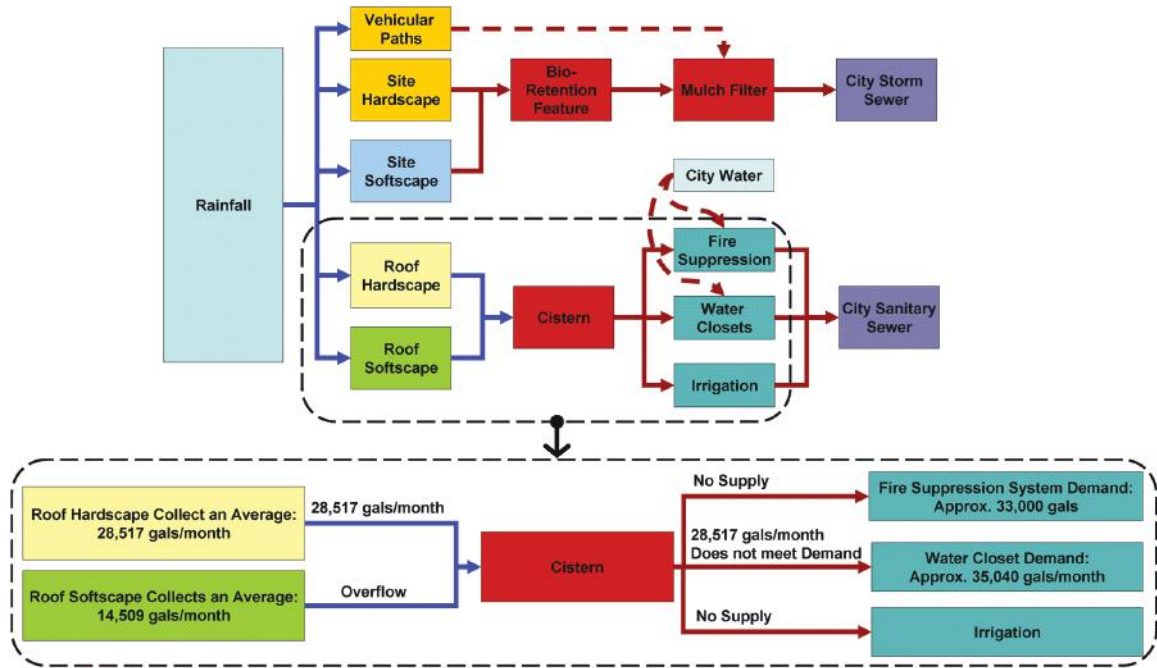 Vehicular
Paths
Site
Hardscape
Bio-
Retention
Feature
Mulch Filter
City Storm
Sewer
Site
Softscape
City Water
Rainfall
Fire
Suppression
Roof
Hardscape
Cistern
Water
Closets
City Sanitary
Sewer
Roof
Softscape
Irrigation
Roof Hardscape Collect an Average:
28,517 gals/month
28,517 gals/month
Roof Softscape Collects an Average:
14,509 gals/month
Overflow
Cistern
No Supply
Fire Suppression System Demand:
Approx. 33,000 gals
28,517 gals/month
Does not meet Demand
Water Closet Demand:
Approx. 35,040 gals/month
No Supply
Irrigation